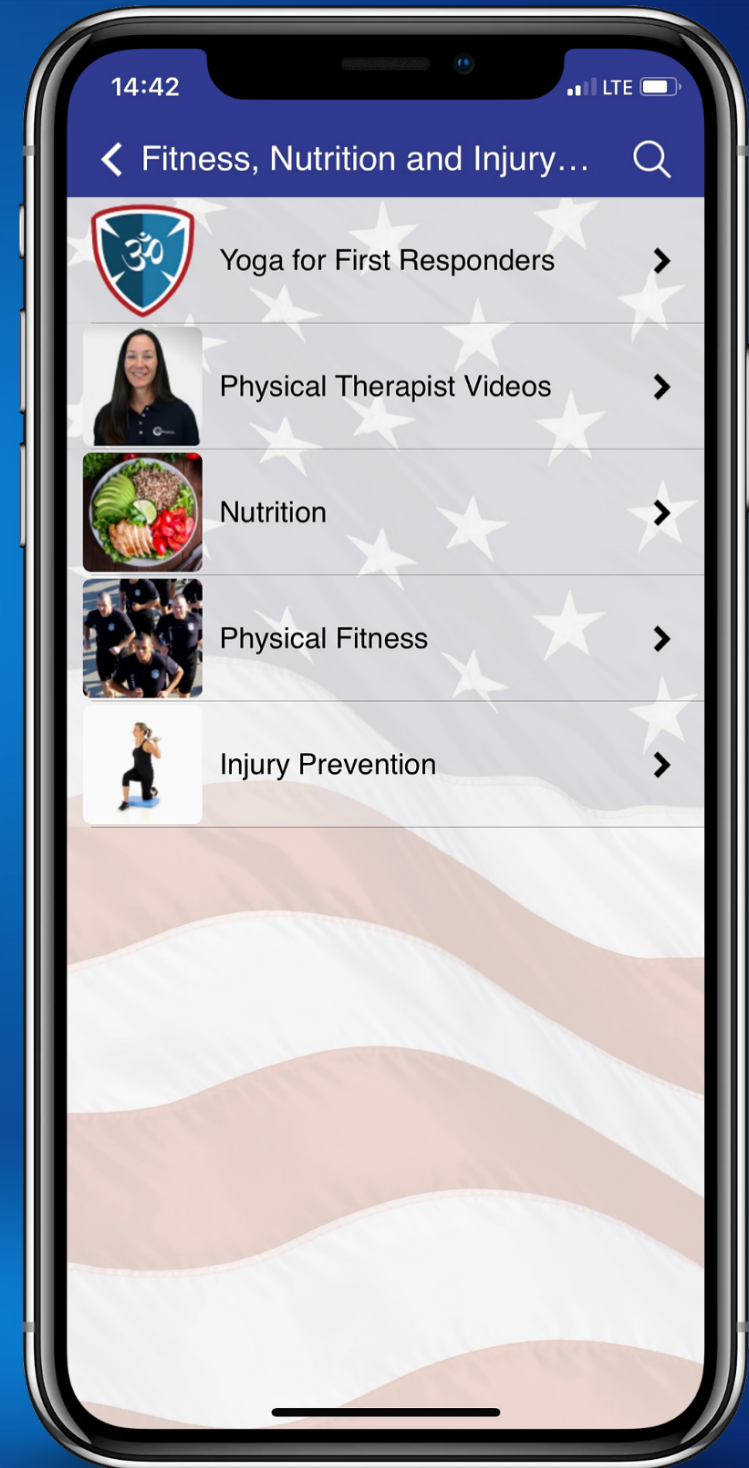 14:42
LTE
Fitness, Nutrition and Injury...
ॐ
Yoga for First Responders
Physical Therapist Videos
Nutrition
Physical Fitness
Injury Prevention